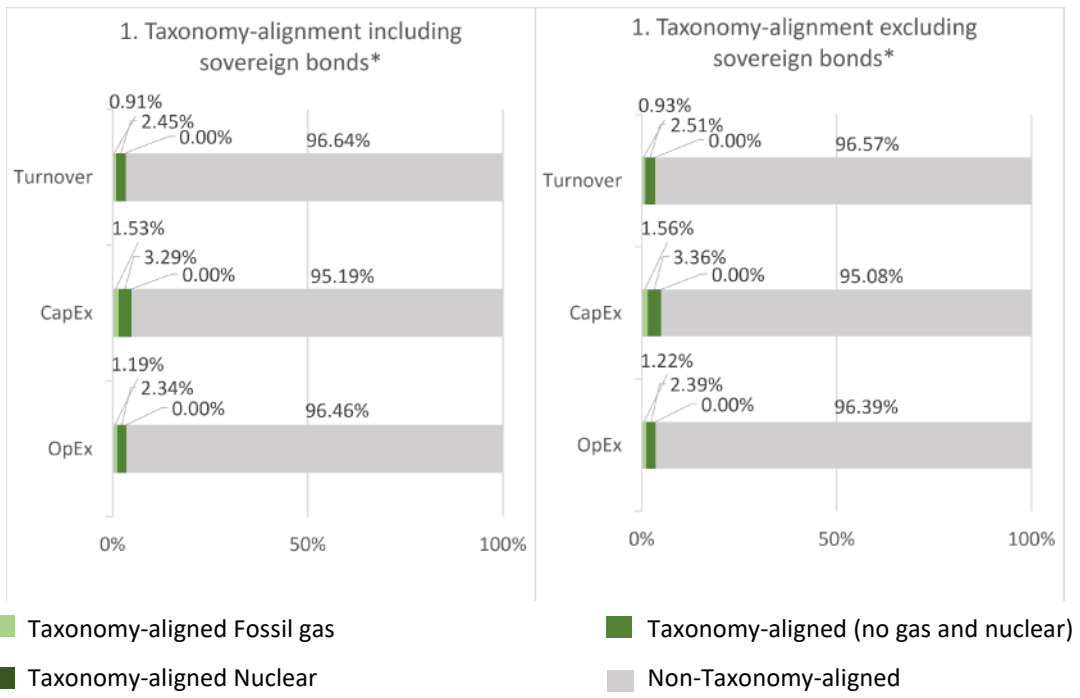 1. Taxonomy-alignment including
sovereign bonds*
0.91%
2.45%
0.00%
96.64%
Turnover
1.53%
3.29%
0.00%
95.19%
CapEx
1.19%
2.34%
0.00%
96.46%
OpEx
0%
50%
100%
1. Taxonomy-alignment excluding
sovereign bonds*
0.93%
2.51%
0.00%
96.57%
Turnover
1.56%
3.36%
0.00%
95.08%
CapEx
1.22%
2.39%
0.00%
96.39%
OpEx
0%
50%
100%
Taxonomy-aligned Fossil gas
Taxonomy-aligned (no gas and nuclear)
Taxonomy-aligned Nuclear
Non-Taxonomy-aligned